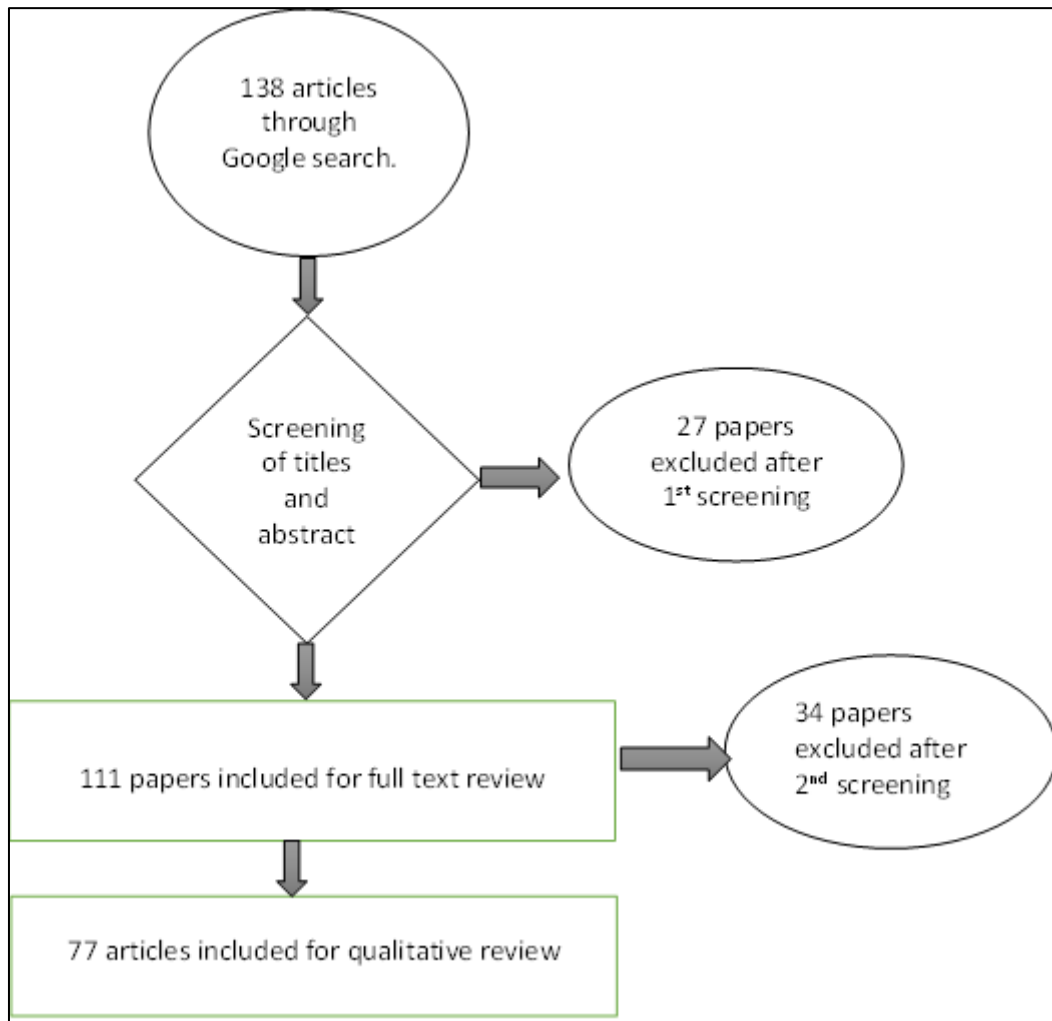 138 articles
through
Google search.
Screening
of titles
and
abstract
27 papers
excluded after
1st screening
111 papers included for full text review
34 papers
excluded after
2nd screening
77 articles included for qualitative review